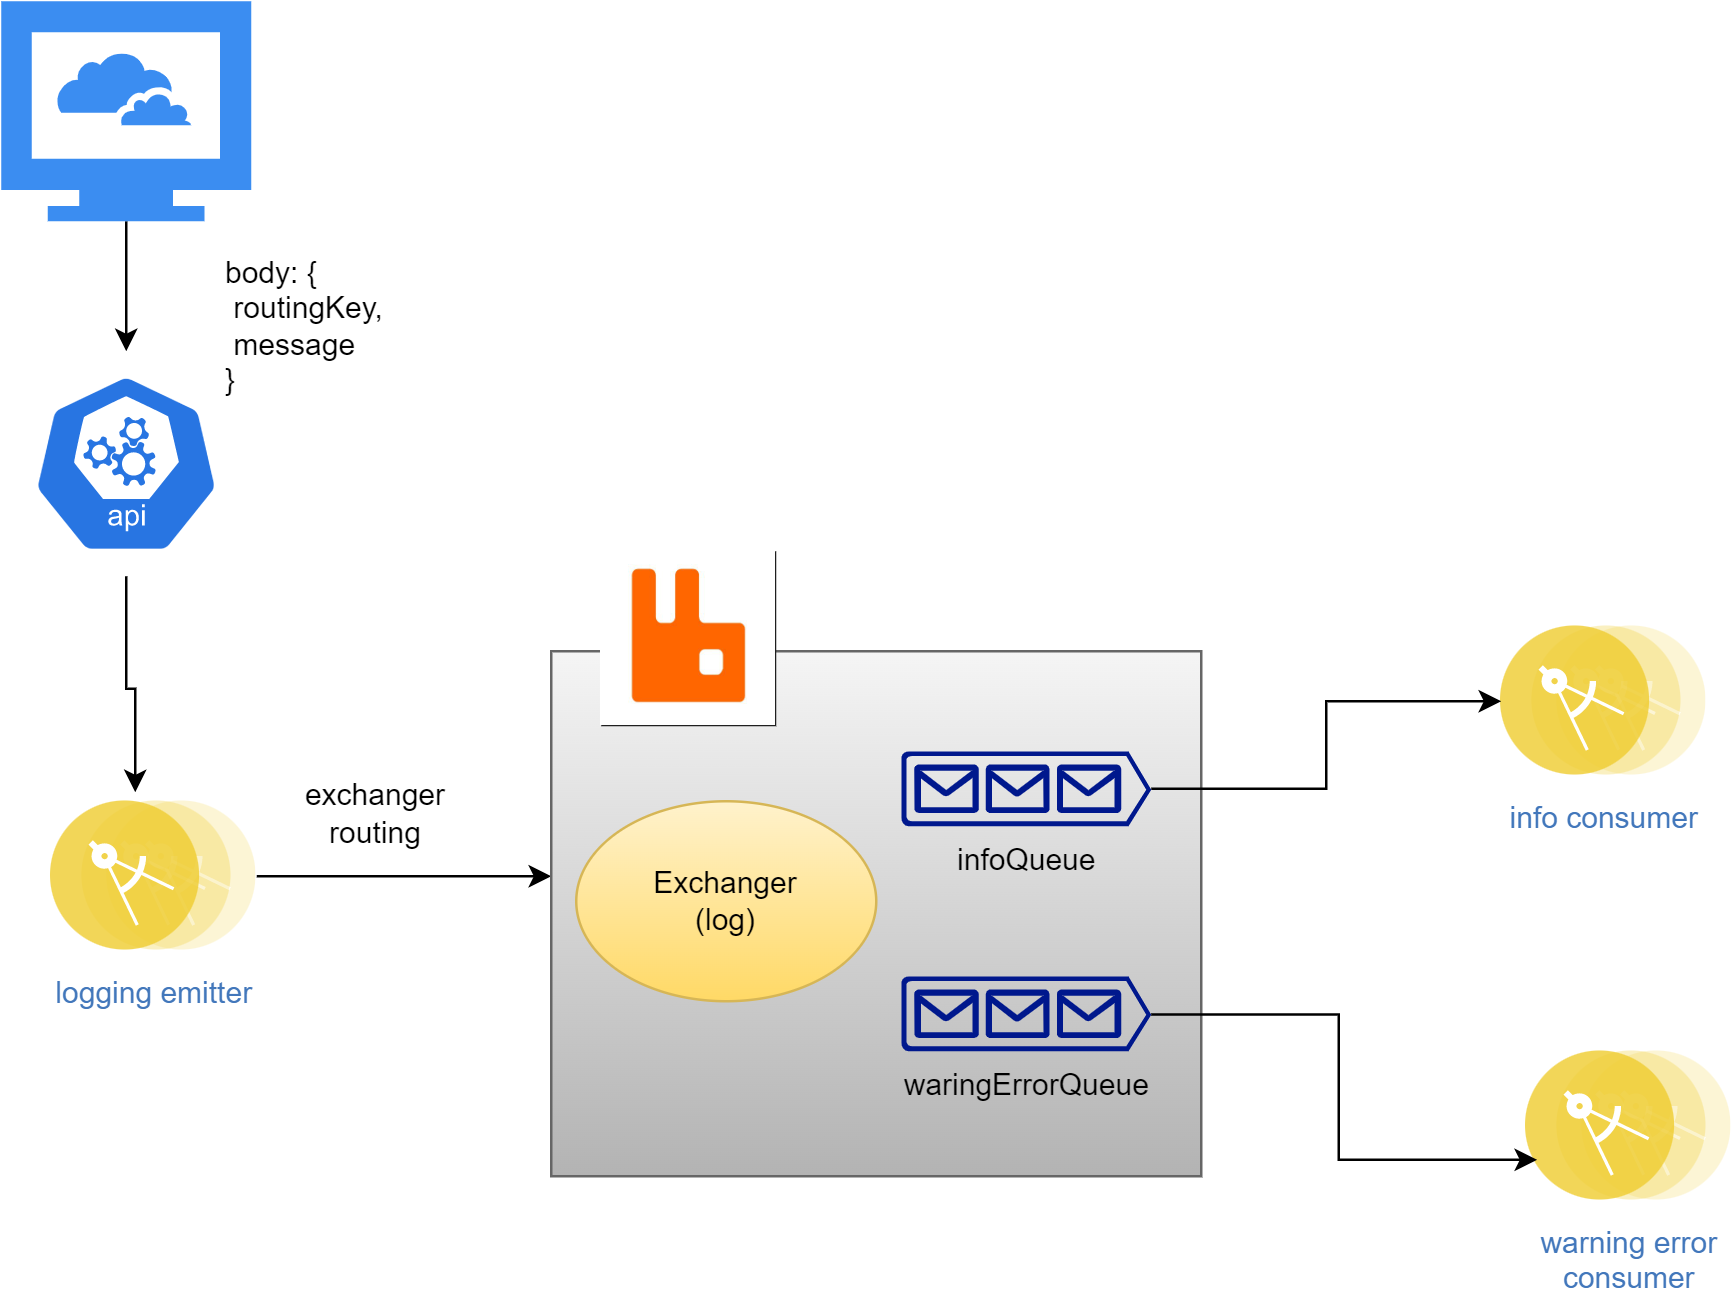 body: {
routingKey,
message
}
api
exchanger
routing
Exchanger
(log)
infoQueue
waringErrorQueue
logging emitter
info consumer
warning error
consumer